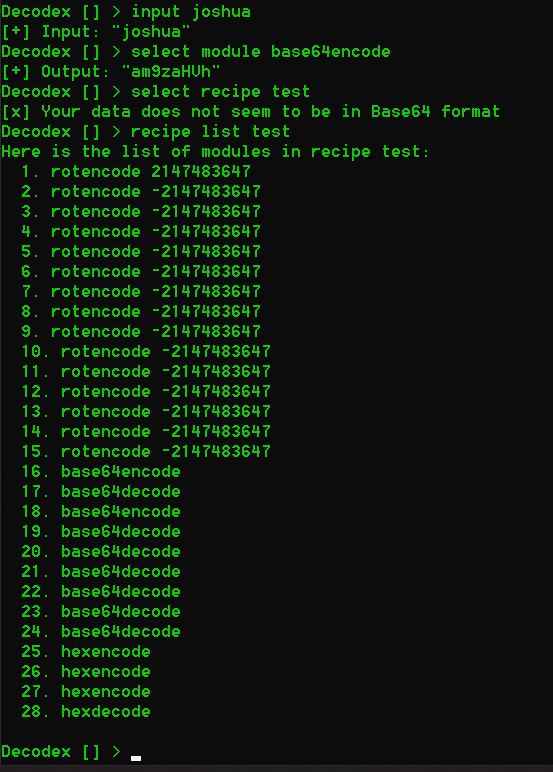 Decodex [] > input joshua
[+] Input: "joshua"
Decodex [] > select module base64encode
[+] Output: "am9zaHVh"
Decodex [] > select recipe test
[x] Your data does not seem to be in Base64 format
Decodex [] > recipe list test
Here is the list of modules in recipe test:
1. rotencode 2147483647
2. rotencode -2147483647
3. rotencode -2147483647
4. rotencode -2147483647
5. rotencode -2147483647
6. rotencode -2147483647
7. rotencode -2147483647
8. rotencode -2147483647
9. rotencode -2147483647
10. rotencode -2147483647
11. rotencode -2147483647
12. rotencode -2147483647
13. rotencode -2147483647
14. rotencode -2147483647
15. rotencode -2147483647
16. base64encode
17. base64decode
18. base64encode
19. base64decode
20. base64decode
21. base64decode
22. base64decode
23. base64decode
24. base64decode
25. hexencode
26. hexencode
27. hexencode
28. hexdecode
Decodex [] >